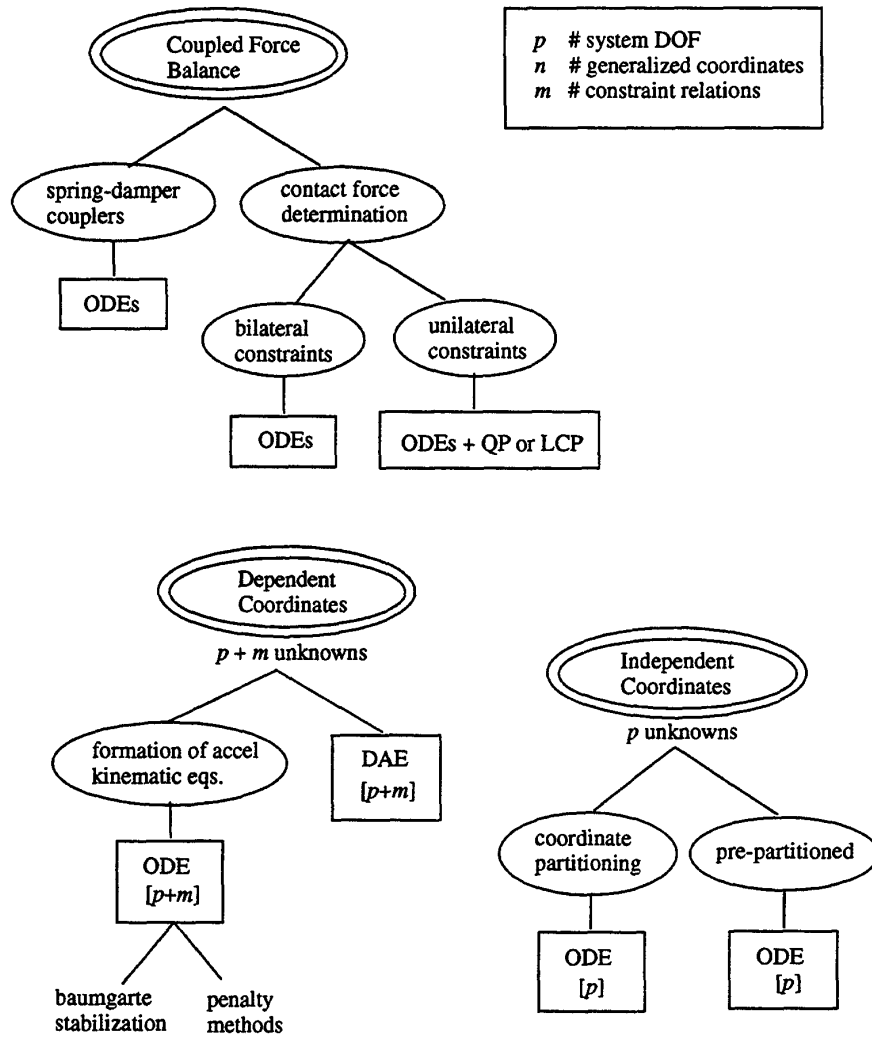 Coupled Force
Balance
p # system DOF
n # generalized coordinates
m # constraint relations
spring-damper
couplers
contact force
determination
ODEs
bilateral
constraints
unilateral
constraints
ODEs
ODEs + QP or LCP
Dependent
Coordinates
p + m unknowns
formation of accel
kinematic eqs.
DAE
[p+m]
ODE
[p+m]
baumgarte
stabilization
penalty
methods
Independent
Coordinates
p unknowns
coordinate
partitioning
pre-partitioned
ODE
[p]
ODE
[p]